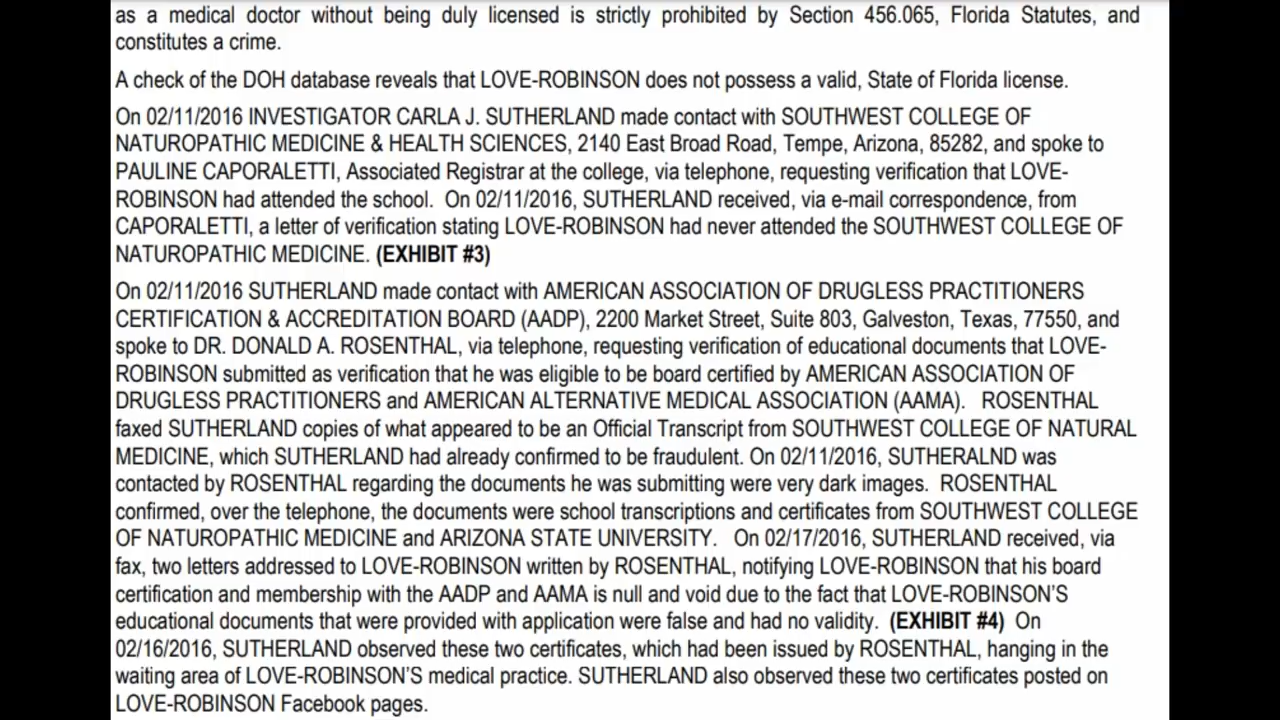 as a medical doctor without being duly licensed is strictly prohibited by Section 456.065, Florida Statutes, and
constitutes a crime.
A check of the DOH database reveals that LOVE-ROBINSON does not possess a valid, State of Florida license.
On 02/11/2016 INVESTIGATOR CARLA J. SUTHERLAND made contact with SOUTHWEST COLLEGE OF
NATUROPATHIC MEDICINE & HEALTH SCIENCES, 2140 East Broad Road, Tempe, Arizona, 85282, and spoke to
PAULINE CAPORALETTI, Associated Registrar at the college, via telephone, requesting verification that LOVE-
ROBINSON had attended the school. On 02/11/2016, SUTHERLAND received, via e-mail correspondence, from
CAPORALETTI, a letter of verification stating LOVE-ROBINSON had never attended the SOUTHWEST COLLEGE OF
NATUROPATHIC MEDICINE. (EXHIBIT #3)
On 02/11/2016 SUTHERLAND made contact with AMERICAN ASSOCIATION OF DRUGLESS PRACTITIONERS
CERTIFICATION & ACCREDITATION BOARD (AADP), 2200 Market Street, Suite 803, Galveston, Texas, 77550, and
spoke to DR. DONALD A. ROSENTHAL, via telephone, requesting verification of educational documents that LOVE-
ROBINSON submitted as verification that he was eligible to be board certified by AMERICAN ASSOCIATION OF
DRUGLESS PRACTITIONERS and AMERICAN ALTERNATIVE MEDICAL ASSOCIATION (AAMA). ROSENTHAL
faxed SUTHERLAND copies of what appeared to be an Official Transcript from SOUTHWEST COLLEGE OF NATURAL
MEDICINE, which SUTHERLAND had already confirmed to be fraudulent. On 02/11/2016, SUTHERALND was
contacted by ROSENTHAL regarding the documents he was submitting were very dark images. ROSENTHAL
confirmed, over the telephone, the documents were school transcriptions and certificates from SOUTHWEST COLLEGE
OF NATUROPATHIC MEDICINE and ARIZONA STATE UNIVERSITY. On 02/17/2016, SUTHERLAND received, via
fax, two letters addressed to LOVE-ROBINSON written by ROSENTHAL, notifying LOVE-ROBINSON that his board
certification and membership with the AADP and AAMA is null and void due to the fact that LOVE-ROBINSON'S
educational documents that were provided with application were false and had no validity. (EXHIBIT #4) On
02/16/2016, SUTHERLAND observed these two certificates, which had been issued by ROSENTHAL, hanging in the
waiting area of LOVE-ROBINSON'S medical practice. SUTHERLAND also observed these two certificates posted on
LOVE-ROBINSON Facebook pages.